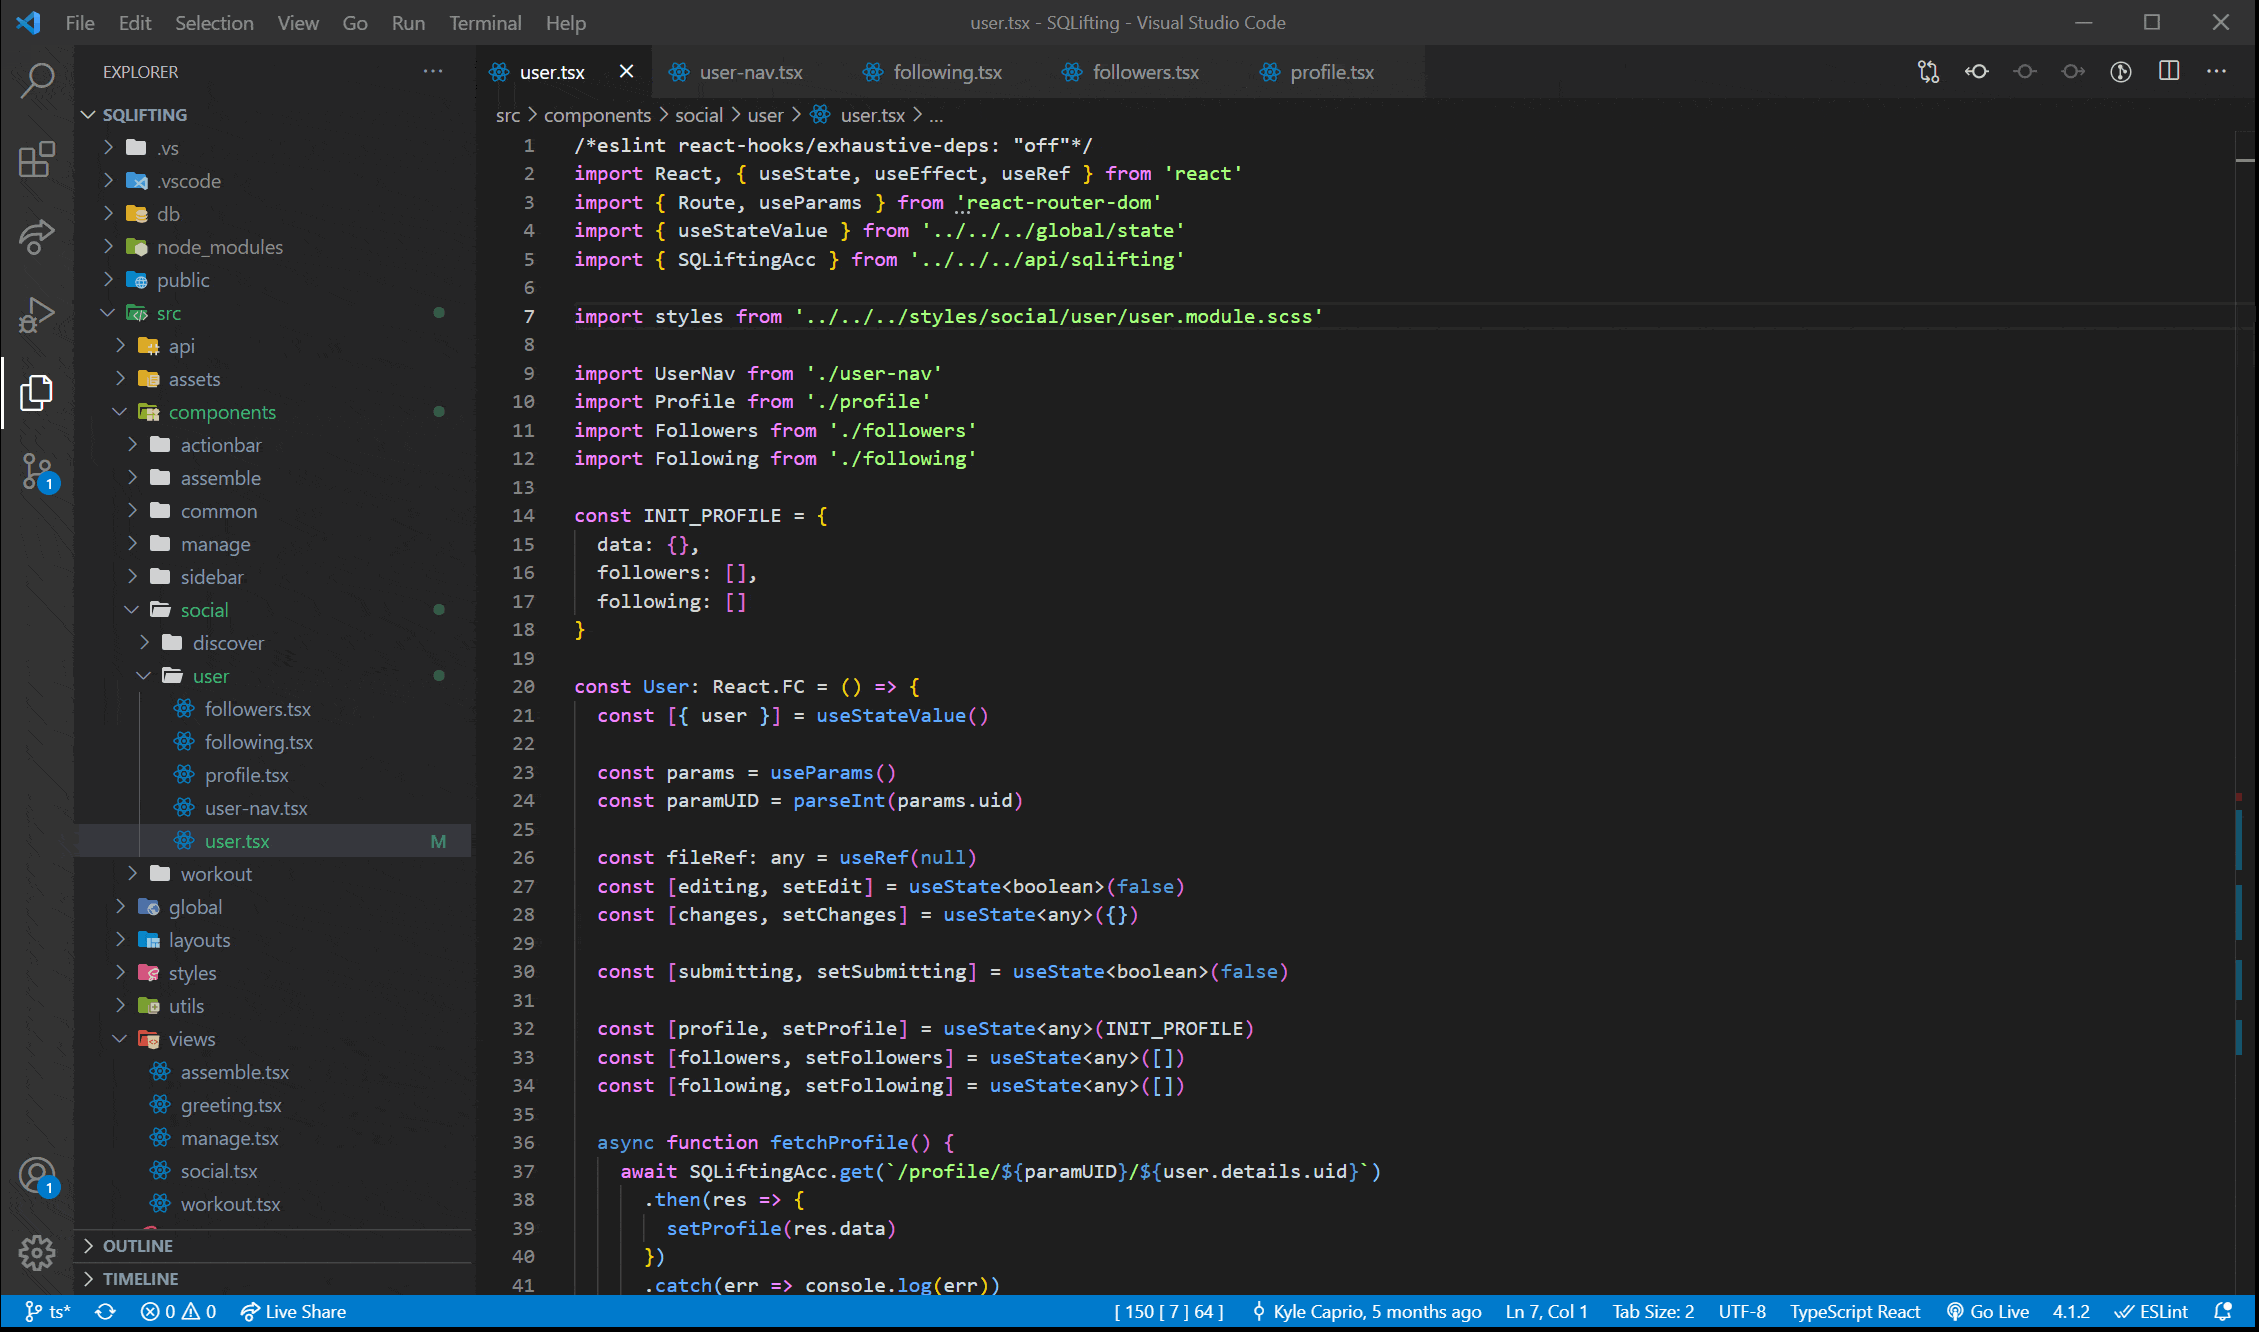 File Edit Selection View Go Run Terminal Help
user.tsx - SQLifting - Visual Studio Code
EXPLORER
user.tsx user-nav.tsx following.tsx followers.tsx profile.tsx
src > components > social > user > user.tsx > ...
SQLIFTING
.vs
.vscode
db
node_modules
public
src
api
assets
components
actionbar
assemble
common
manage
sidebar
social
discover
user
followers.tsx
following.tsx
profile.tsx
user-nav.tsx
user.tsx M
workout
global
layouts
styles
utils
views
assemble.tsx
greeting.tsx
manage.tsx
social.tsx
workout.tsx
OUTLINE
TIMELINE
1
1
1 /*eslint react-hooks/exhaustive-deps: "off"*/
2 import React, { useState, useEffect, useRef } from 'react'
3 import { Route, useParams } from 'react-router-dom'
4 import { useStateValue } from '../../../global/state'
5 import { SQLiftingAcc } from '../../../api/sqlifting'
6
7 import styles from '../../../styles/social/user/user.module.scss'
8
9 import UserNav from './user-nav'
10 import Profile from './profile'
11 import Followers from './followers'
12 import Following from './following'
13
14 const INIT_PROFILE = {
15 data: {},
16 followers: [],
17 following: []
18 }
19
20 const User: React.FC = () => {
21 const [{ user }] = useStateValue()
22
23 const params = useParams()
24 const paramUID = parseInt(params.uid)
25
26 const fileRef: any = useRef(null)
27 const [editing, setEdit] = useState<boolean>(false)
28 const [changes, setChanges] = useState<any>({})
29
30 const [submitting, setSubmitting] = useState<boolean>(false)
31
32 const [profile, setProfile] = useState<any>(INIT_PROFILE)
33 const [followers, setFollowers] = useState<any>([])
34 const [following, setFollowing] = useState<any>([])
35
36 async function fetchProfile() {
37 await SQLiftingAcc.get(`/profile/${paramUID}/${user.details.uid}`)
38 .then(res => {
39 setProfile(res.data)
40 })
41 .catch(err => console.log(err))
ts* 0 0 Live Share [ 150 [ 7 ] 64 ] Kyle Caprio, 5 months ago Ln 7, Col 1 Tab Size: 2 UTF-8 TypeScript React Go Live 4.1.2 ESLint